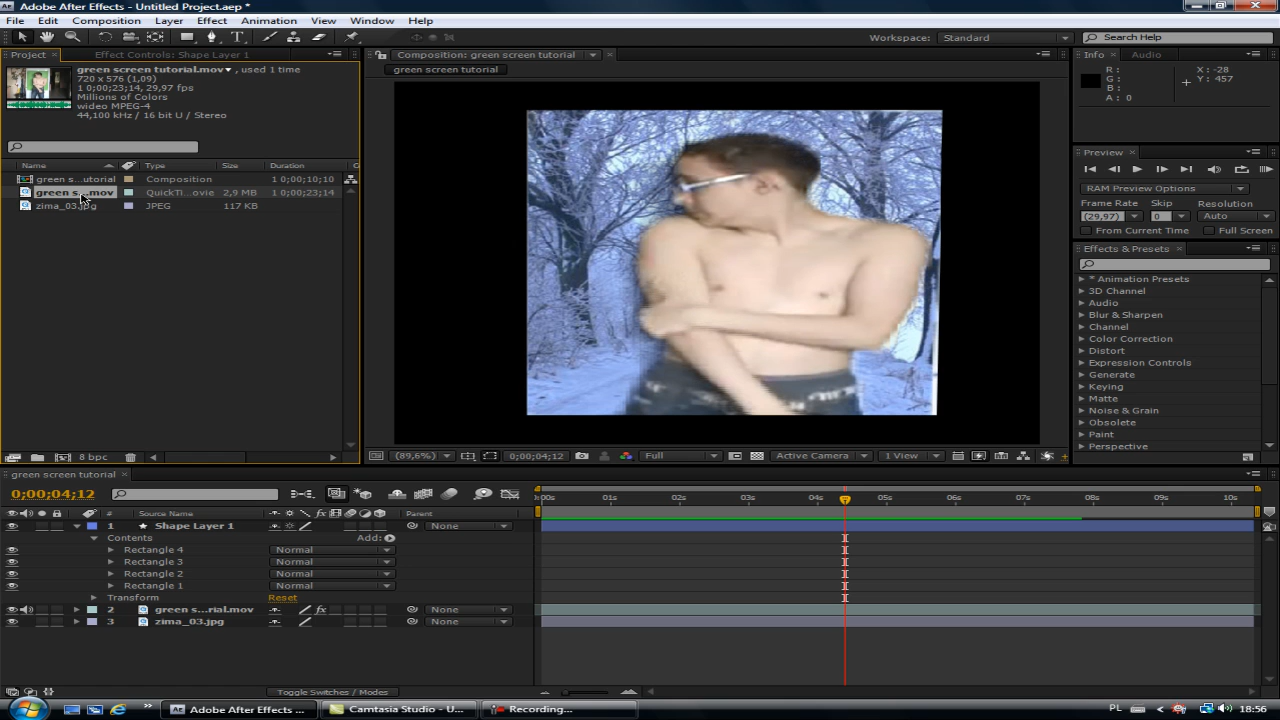 Adobe After Effects - Untitled Project.aep *
File Edit Composition Layer Effect Animation View Window Help
Workspace: Standard Search Help
Project Effect Controls: Shape Layer 1
Composition: green screen tutorial
green screen tutorial
Info Audio
R:
G:
B:
A: 0
X: -28
Y: 457
green screen tutorial.mov , used 1 time
720 x 576 (1,09)
1 0;00;23;14, 29,97 fps
Millions of Colors
wideo MPEG-4
44,100 kHz / 16 bit U / Stereo
Name Type Size Duration
green s...utorial Composition 1 0;00;10;10
green s...mov QuickTi...ovie 2,9 MB 1 0;00;23;14
zima_03.jpg JPEG 117 KB
8 bpc
Preview
RAM Preview Options
Frame Rate Skip Resolution
(29,97) 0 Auto
From Current Time Full Screen
Effects & Presets
* Animation Presets
3D Channel
Audio
Blur & Sharpen
Channel
Color Correction
Distort
Expression Controls
Generate
Keying
Matte
Noise & Grain
Obsolete
Paint
Perspective
(89,6%) 0;00;04;12 Full Active Camera 1 View
green screen tutorial
0;00;04;12
:00s 01s 02s 03s 04s 05s 06s 07s 08s 09s 10s
# Source Name Parent
1 Shape Layer 1 None
Contents Add:
Rectangle 4 Normal
Rectangle 3 Normal
Rectangle 2 Normal
Rectangle 1 Normal
Transform Reset
2 green s...rial.mov None
3 zima_03.jpg None
Toggle Switches / Modes
Adobe After Effects ... Camtasia Studio - U... Recording... PL 18:56